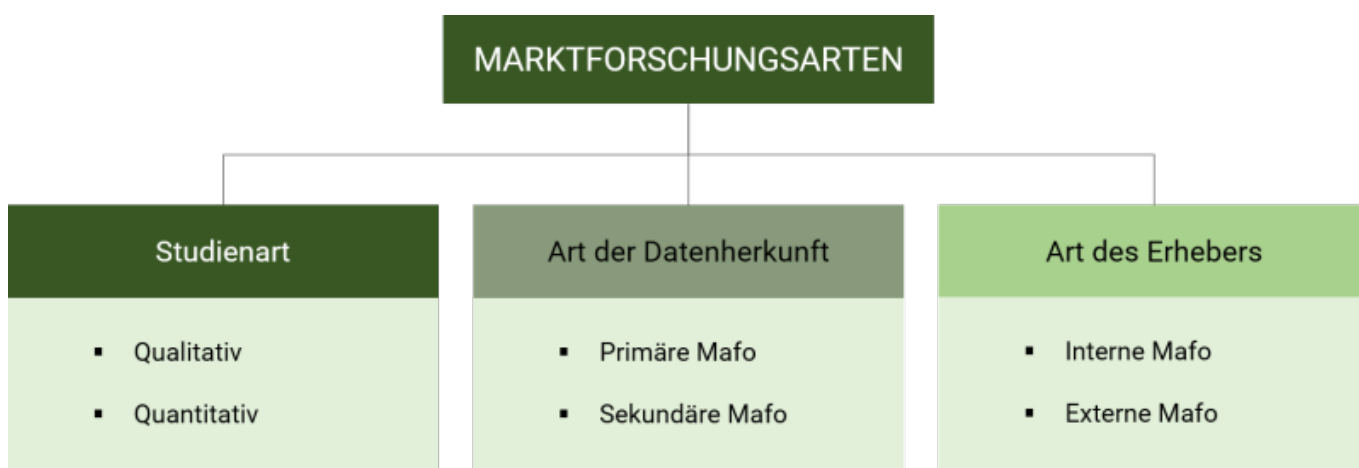 MARKTFORSCHUNGSARTEN
Studienart
▪ Qualitativ
▪ Quantitativ
Art der Datenherkunft
▪ Primäre Mafo
▪ Sekundäre Mafo
Art des Erhebers
▪ Interne Mafo
▪ Externe Mafo